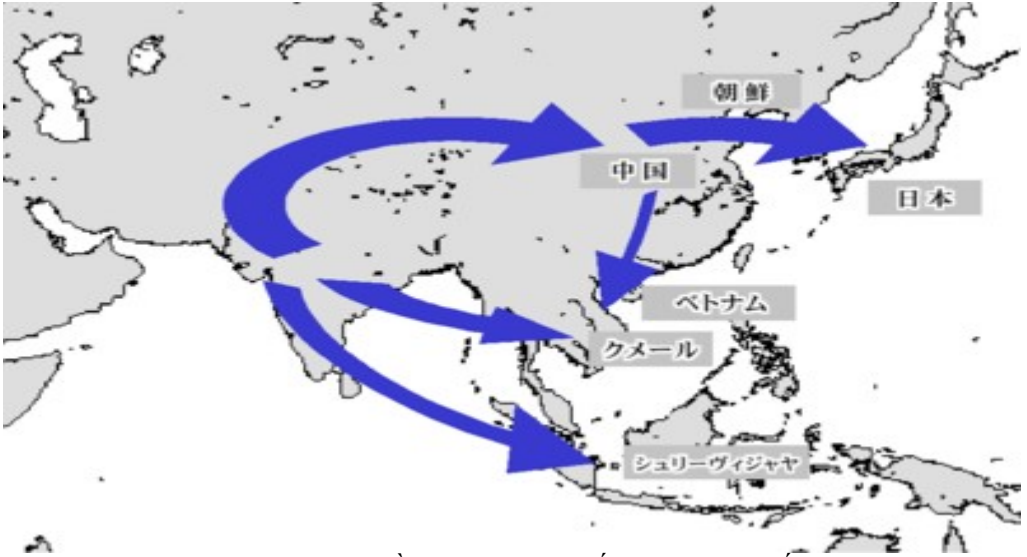 朝鮮
中国
日本
ベトナム
クメール
シュリーヴィジャヤ